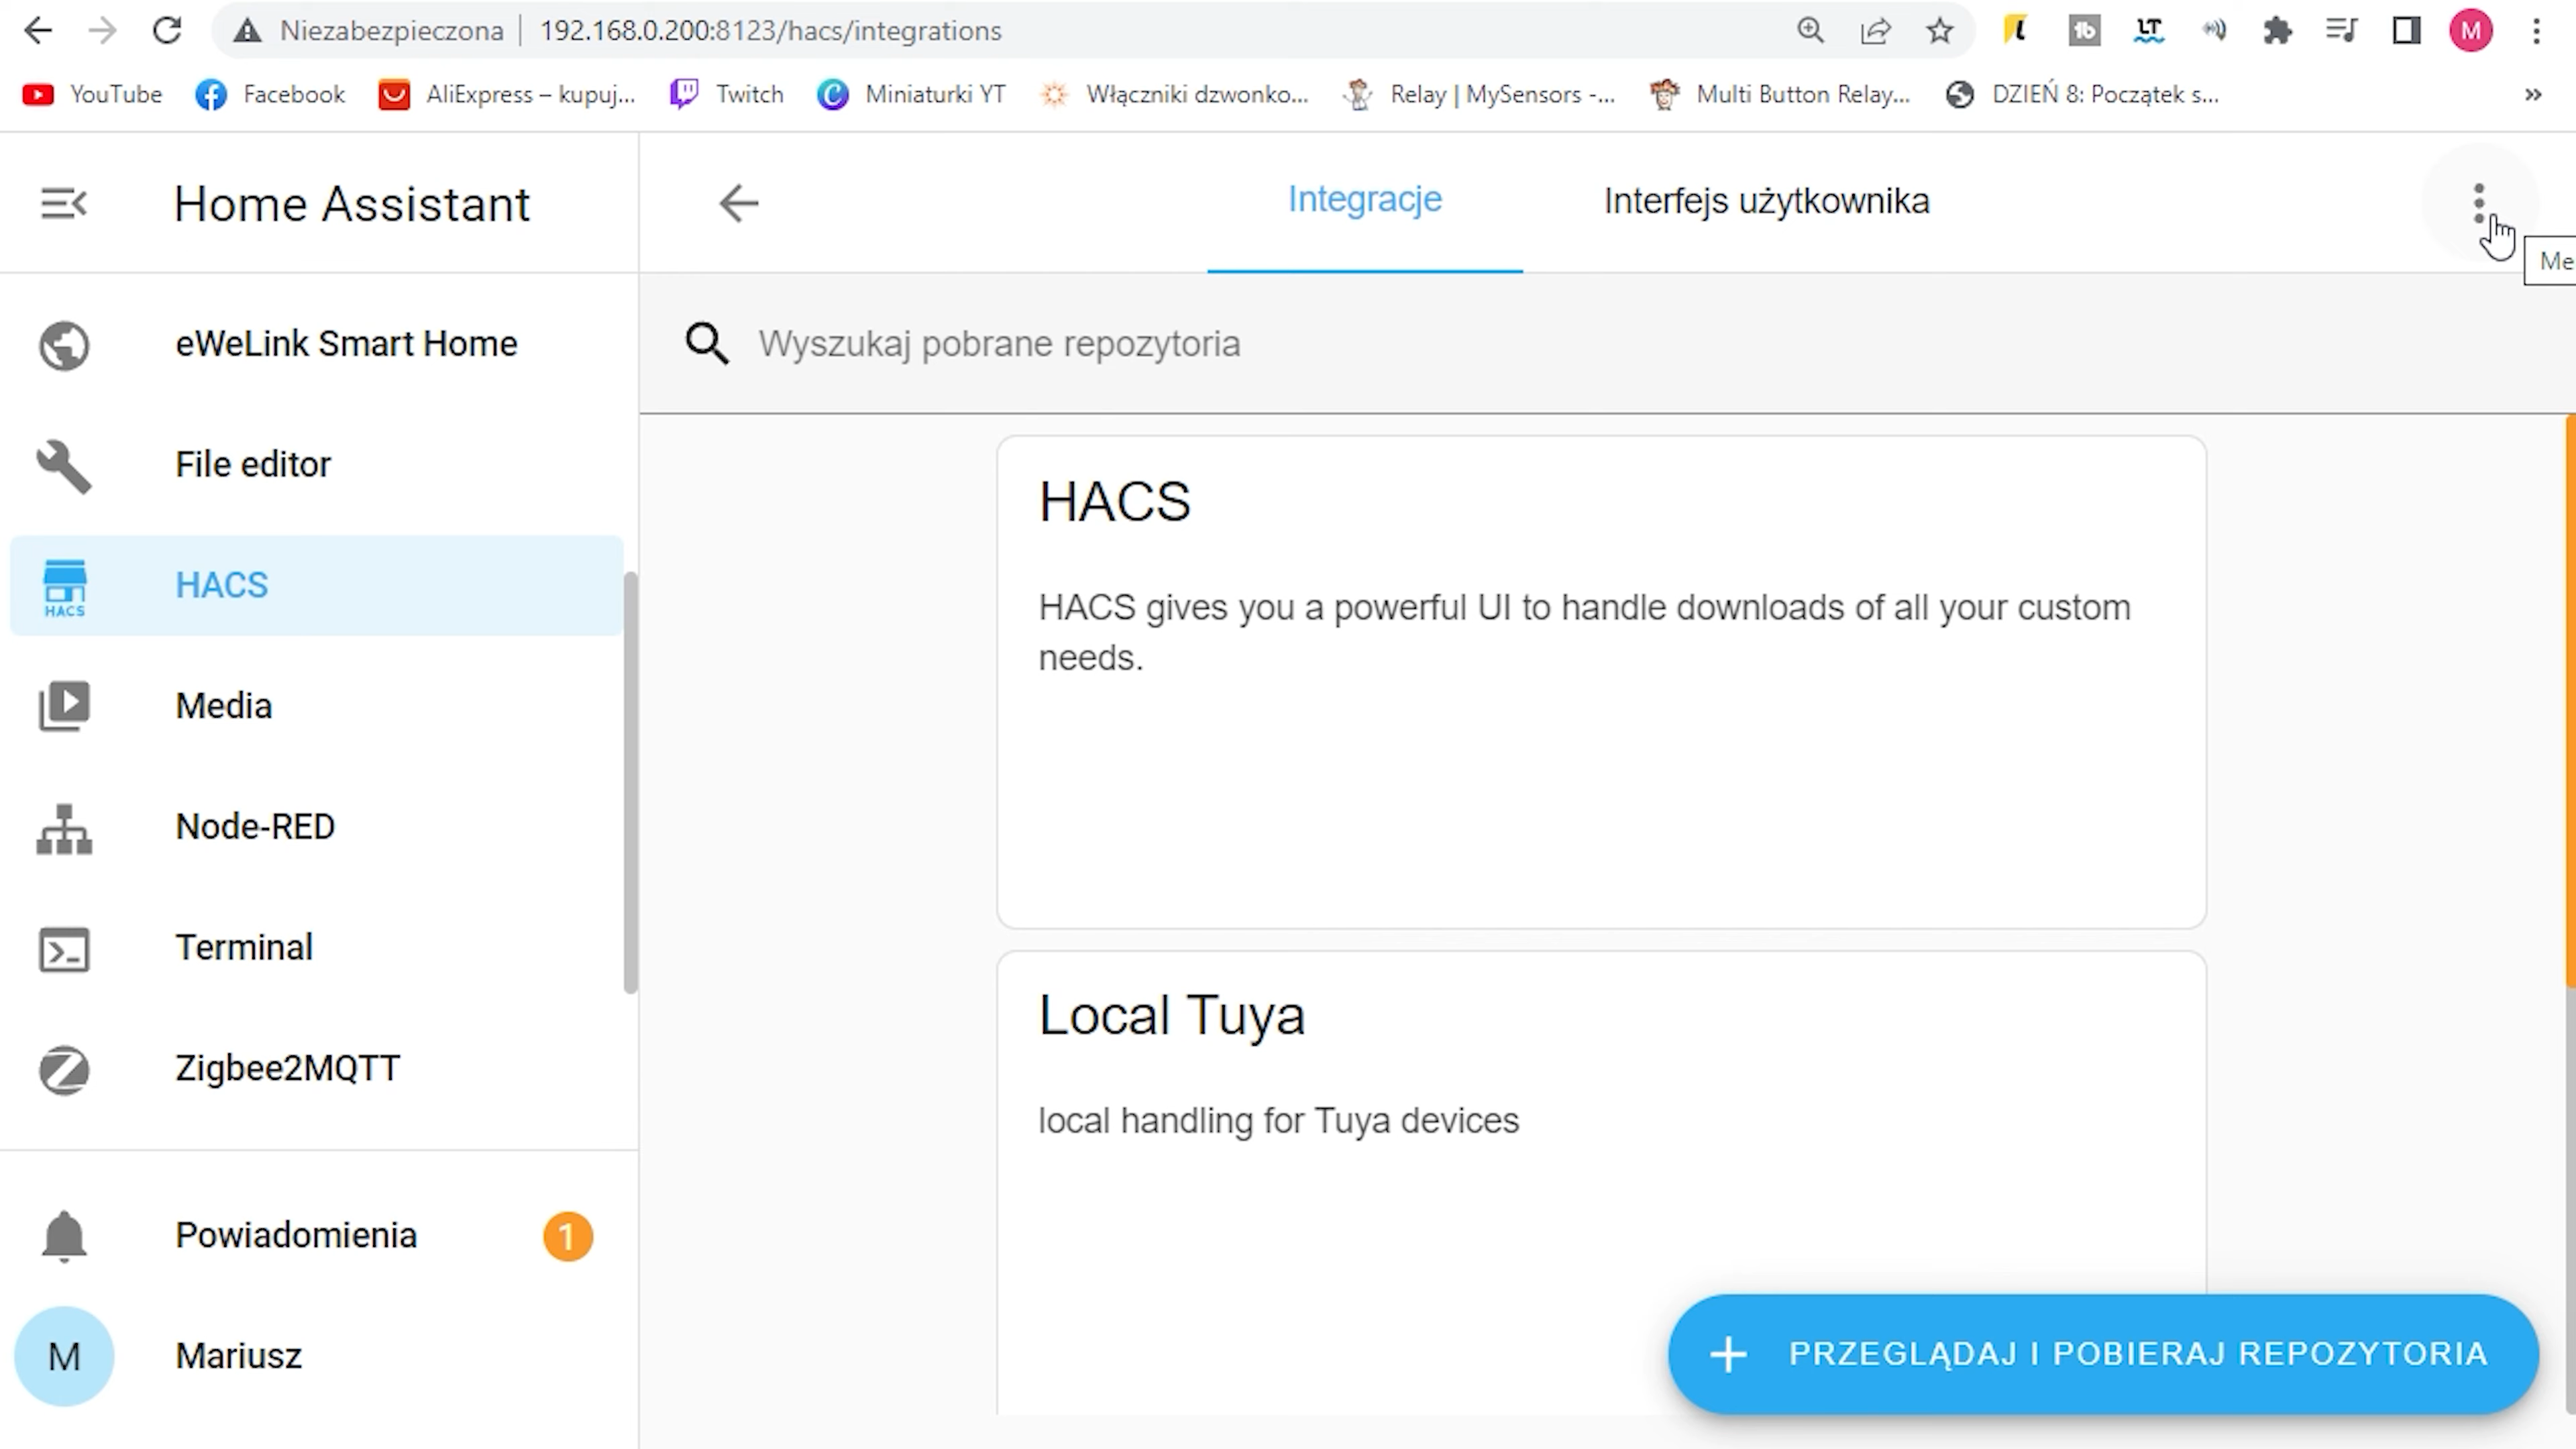 Niezabezpieczona 192.168.0.200:8123/hacs/integrations
M
YouTube Facebook AliExpress – kupuj... Twitch Miniaturki YT Włączniki dzwonko... Relay | MySensors -... Multi Button Relay... DZIEŃ 8: Początek s... »
Home Assistant
Integracje Interfejs użytkownika
Me
eWeLink Smart Home
Wyszukaj pobrane repozytoria
File editor
HACS
HACS
Media
Node-RED
Terminal
Zigbee2MQTT
Powiadomienia 1
M Mariusz
HACS
HACS gives you a powerful UI to handle downloads of all your custom
needs.
Local Tuya
local handling for Tuya devices
+ PRZEGLĄDAJ I POBIERAJ REPOZYTORIA